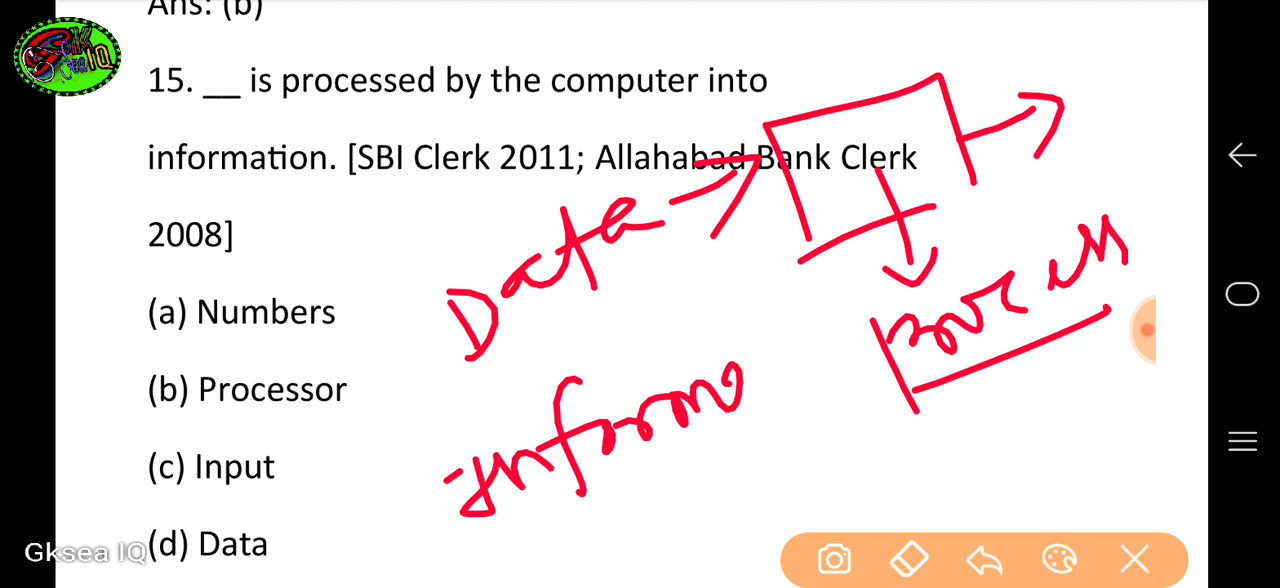 Ans: (b)
15. __ is processed by the computer into
information. [SBI Clerk 2011; Allahabad Bank Clerk
2008]
Data
(a) Numbers
(b) Processor
Inform
(c) Input
(d) Data
Gksea IQ